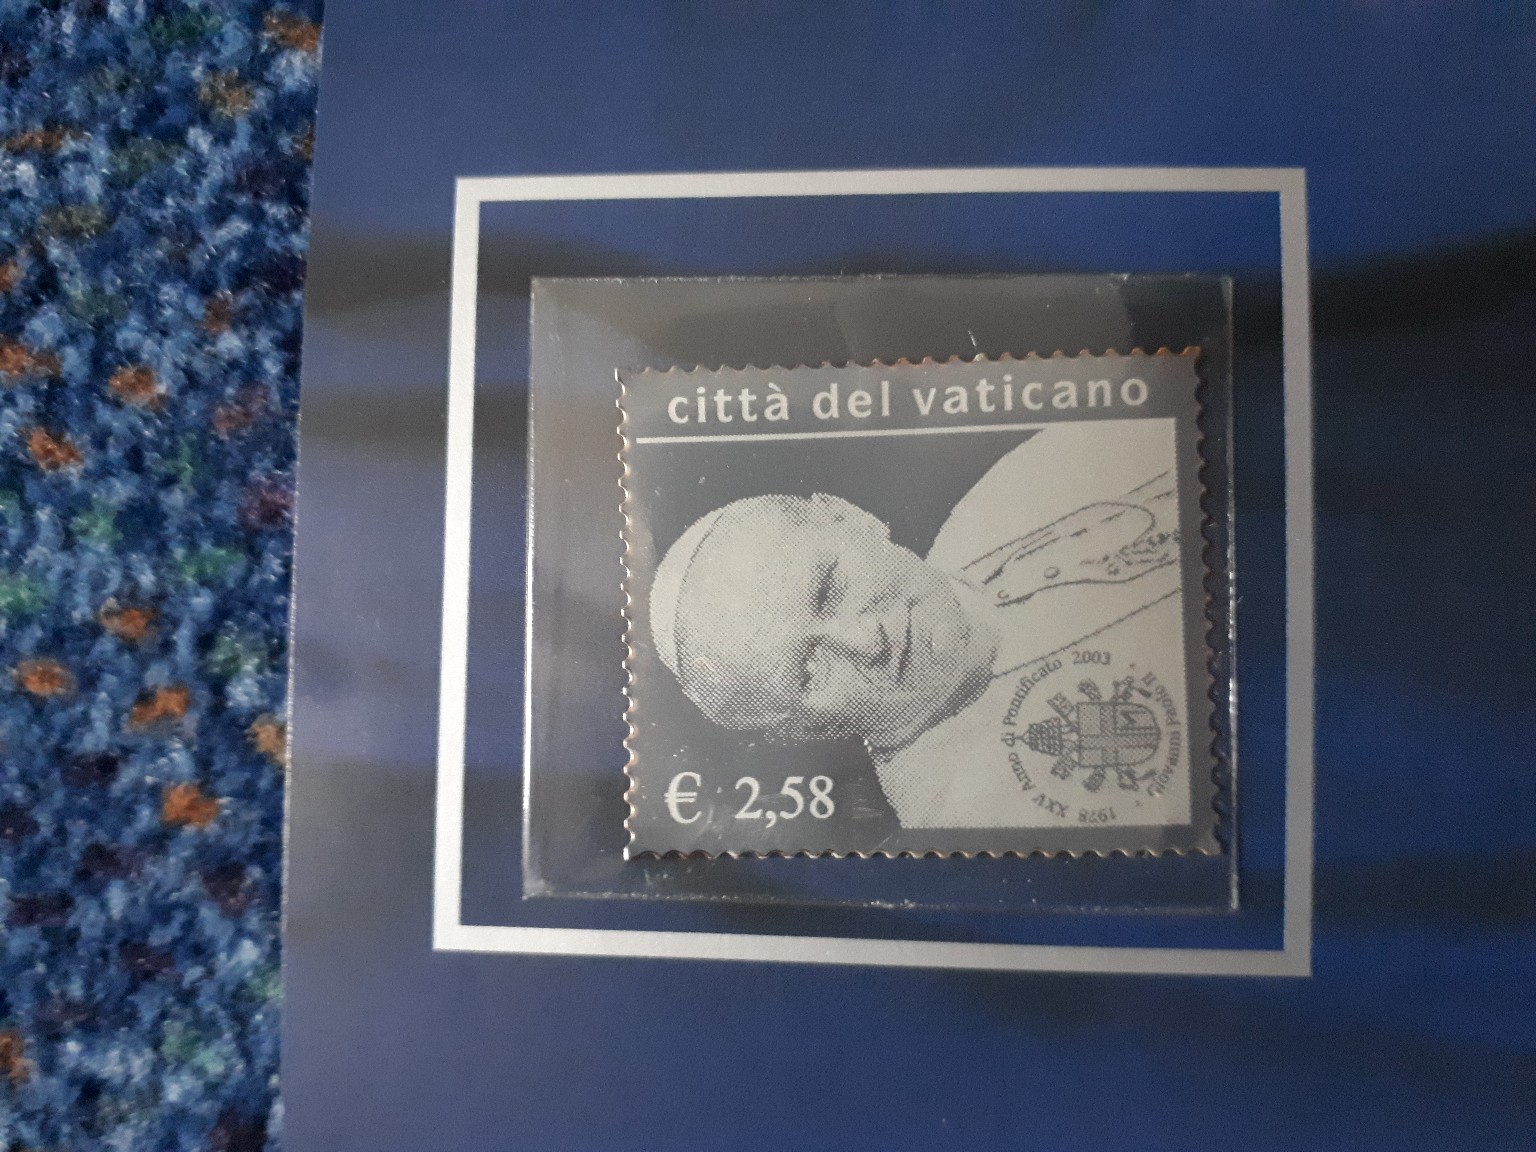 città del vaticano
€ 2,58
1978 XXV Anno di Pontificato 2003
Giovanni Paolo II